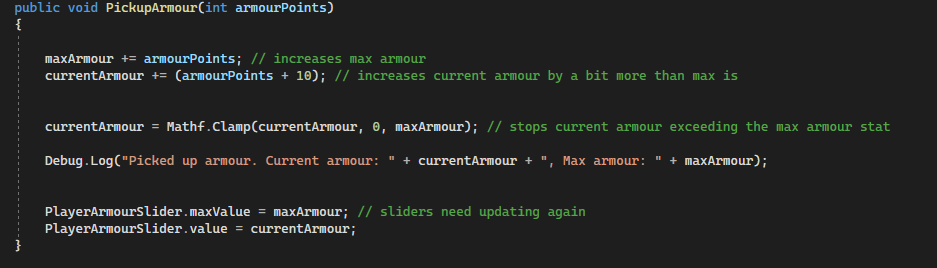 public void PickupArmour(int armourPoints)
{
maxArmour += armourPoints; // increases max armour
currentArmour += (armourPoints + 10); // increases current armour by a bit more than max is
currentArmour = Mathf.Clamp(currentArmour, 0, maxArmour); // stops current armour exceeding the max armour stat
Debug.Log("Picked up armour. Current armour: " + currentArmour + ", Max armour: " + maxArmour);
PlayerArmourSlider.maxValue = maxArmour; // sliders need updating again
PlayerArmourSlider.value = currentArmour;
}